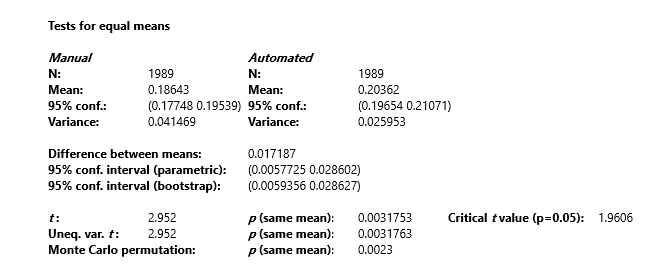 Tests for equal means
Manual Automated
N: 1989 N: 1989
Mean: 0.18643 Mean: 0.20362
95% conf.: (0.17748 0.19539) 95% conf.: (0.19654 0.21071)
Variance: 0.041469 Variance: 0.025953
Difference between means: 0.017187
95% conf. interval (parametric): (0.0057725 0.028602)
95% conf. interval (bootstrap): (0.0059356 0.028627)
t: 2.952 p (same mean): 0.0031753 Critical t value (p=0.05): 1.9606
Uneq. var. t: 2.952 p (same mean): 0.0031763
Monte Carlo permutation: p (same mean): 0.0023